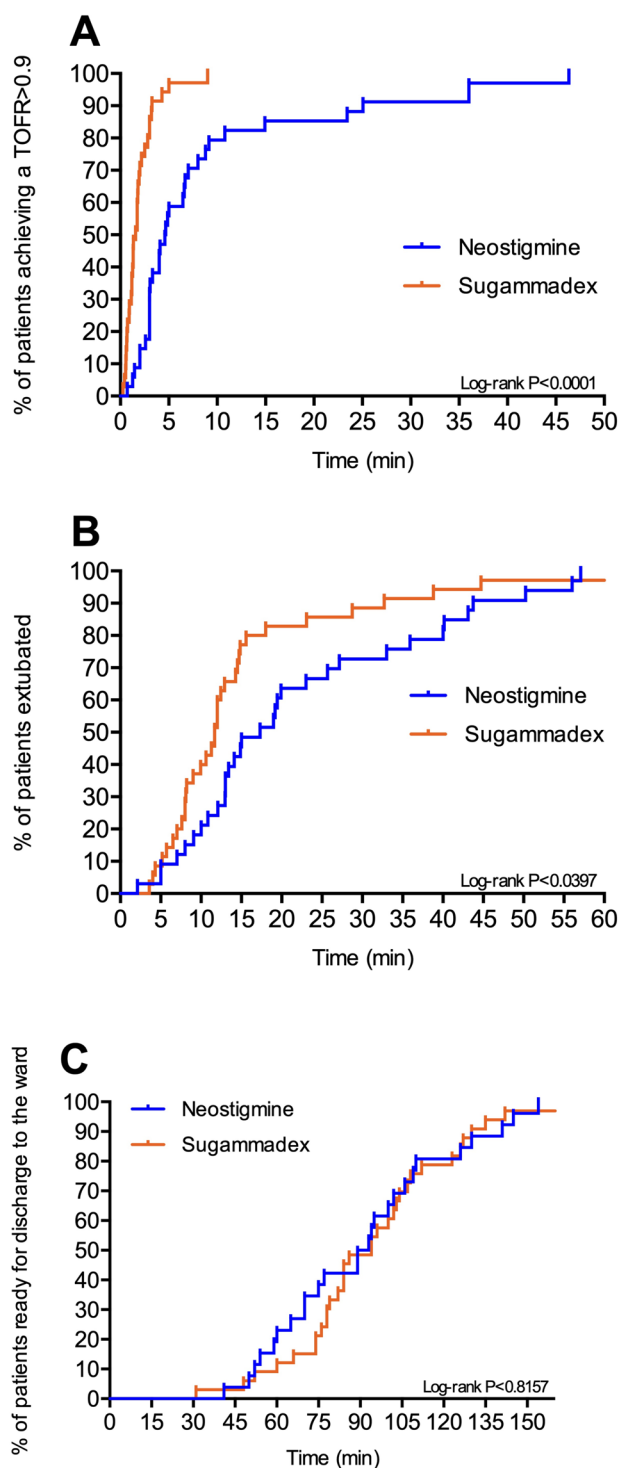 A
% of patients achieving a TOFR>0.9
100
90
80
70
60
50
40
30
20
10
0
Neostigmine
Sugammadex
Log-rank P<0.0001
0 5 10 15 20 25 30 35 40 45 50
Time (min)
B
% of patients extubated
100
90
80
70
60
50
40
30
20
10
0
Neostigmine
Sugammadex
Log-rank P<0.0397
0 5 10 15 20 25 30 35 40 45 50 55 60
Time (min)
C
% of patients ready for discharge to the ward
Neostigmine
Sugammadex
100
90
80
70
60
50
40
30
20
10
0
Log-rank P<0.8157
0 15 30 45 60 75 90 105 120 135 150
Time (min)